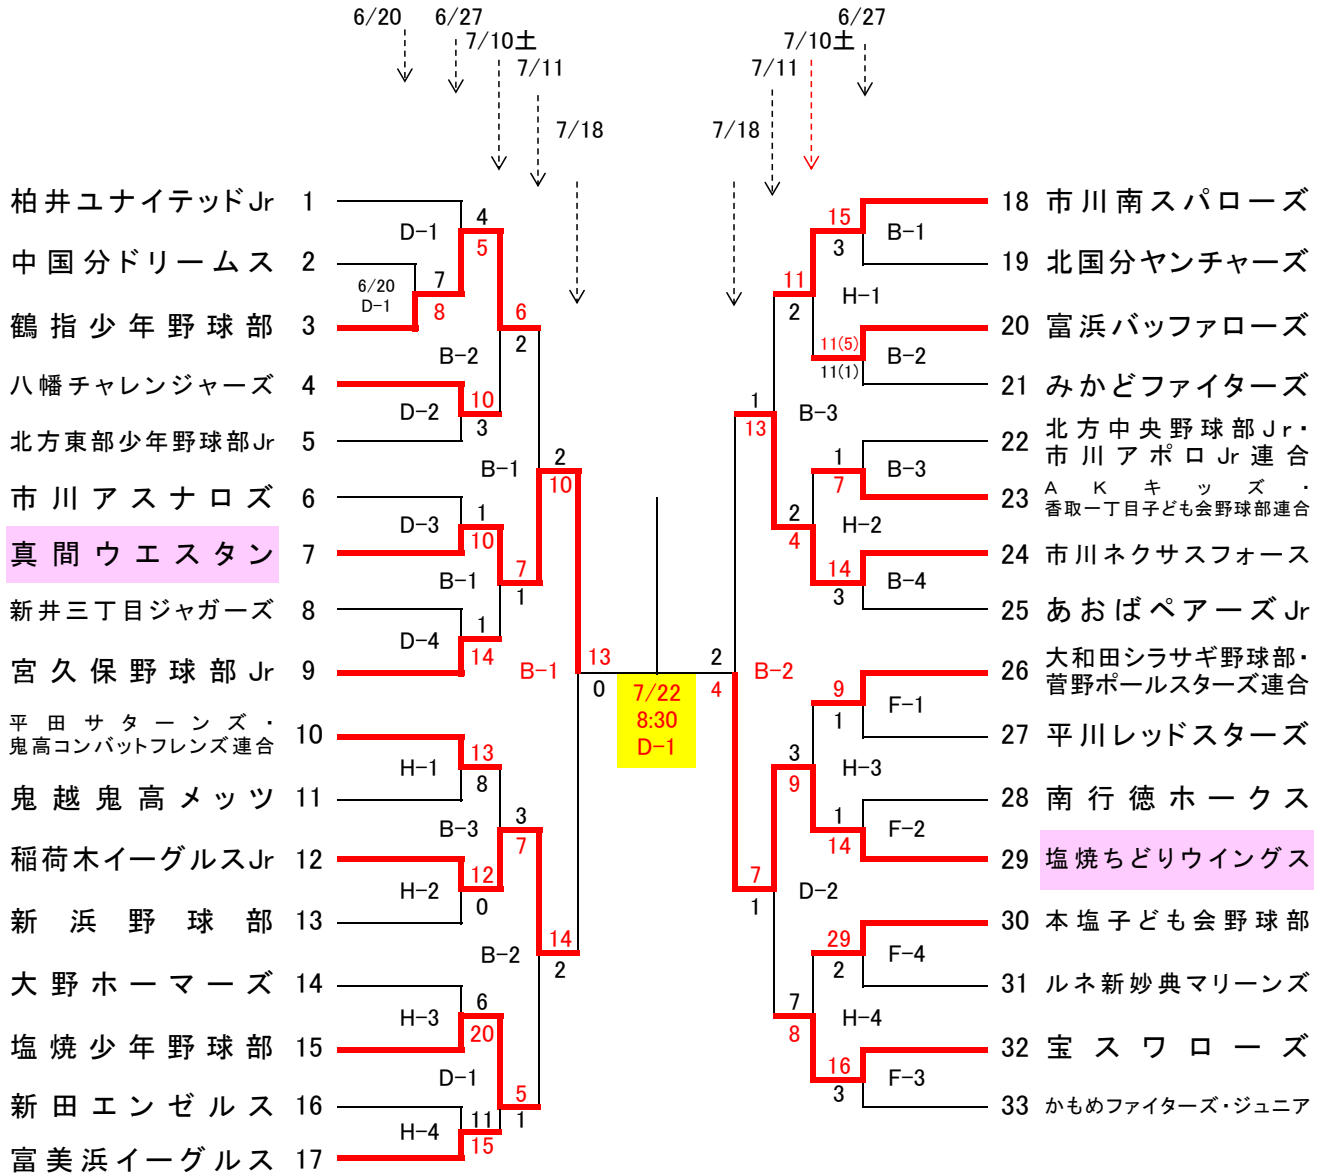 6/20
6/27
7/10土
7/11
7/18
6/27
7/10土
7/11
7/18
柏井ユナイテッドJr 1
中国分ドリームス 2
鶴指少年野球部 3
八幡チャレンジャーズ 4
北方東部少年野球部Jr 5
市川アスナロズ 6
真間ウエスタン 7
新井三丁目ジャガーズ 8
宮久保野球部Jr 9
平田サターンズ・
鬼高コンバットフレンズ連合 10
鬼越鬼高メッツ 11
稲荷木イーグルスJr 12
新浜野球部 13
大野ホーマーズ 14
塩焼少年野球部 15
新田エンゼルス 16
富美浜イーグルス 17
D-1
4
5
6/20
D-1
7
8
6
2
B-2
D-2
10
3
B-1
2
10
D-3
1
10
B-1
7
1
D-4
1
14
B-1
13
0
H-1
13
8
B-3
3
7
H-2
12
0
B-2
14
2
H-3
6
20
D-1
5
1
H-4
11
15
7/22
8:30
D-1
2
4
B-2
15
3
B-1
11
2
H-1
11(5)
11(1)
B-2
1
13
B-3
1
7
B-3
2
4
H-2
14
3
B-4
9
1
F-1
3
9
H-3
1
14
F-2
7
1
D-2
29
2
F-4
7
8
H-4
16
3
F-3
18 市川南スパローズ
19 北国分ヤンチャーズ
20 富浜バッファローズ
21 みかどファイターズ
22 北方中央野球部Jr・
市川アポロJr連合
23 AKキッズ・
香取一丁目子ども会野球部連合
24 市川ネクサスフォース
25 あおばペアーズJr
26 大和田シラサギ野球部・
菅野ポールスターズ連合
27 平川レッドスターズ
28 南行徳ホークス
29 塩焼ちどりウイングス
30 本塩子ども会野球部
31 ルネ新妙典マリーンズ
32 宝スワローズ
33 かもめファイターズ・ジュニア